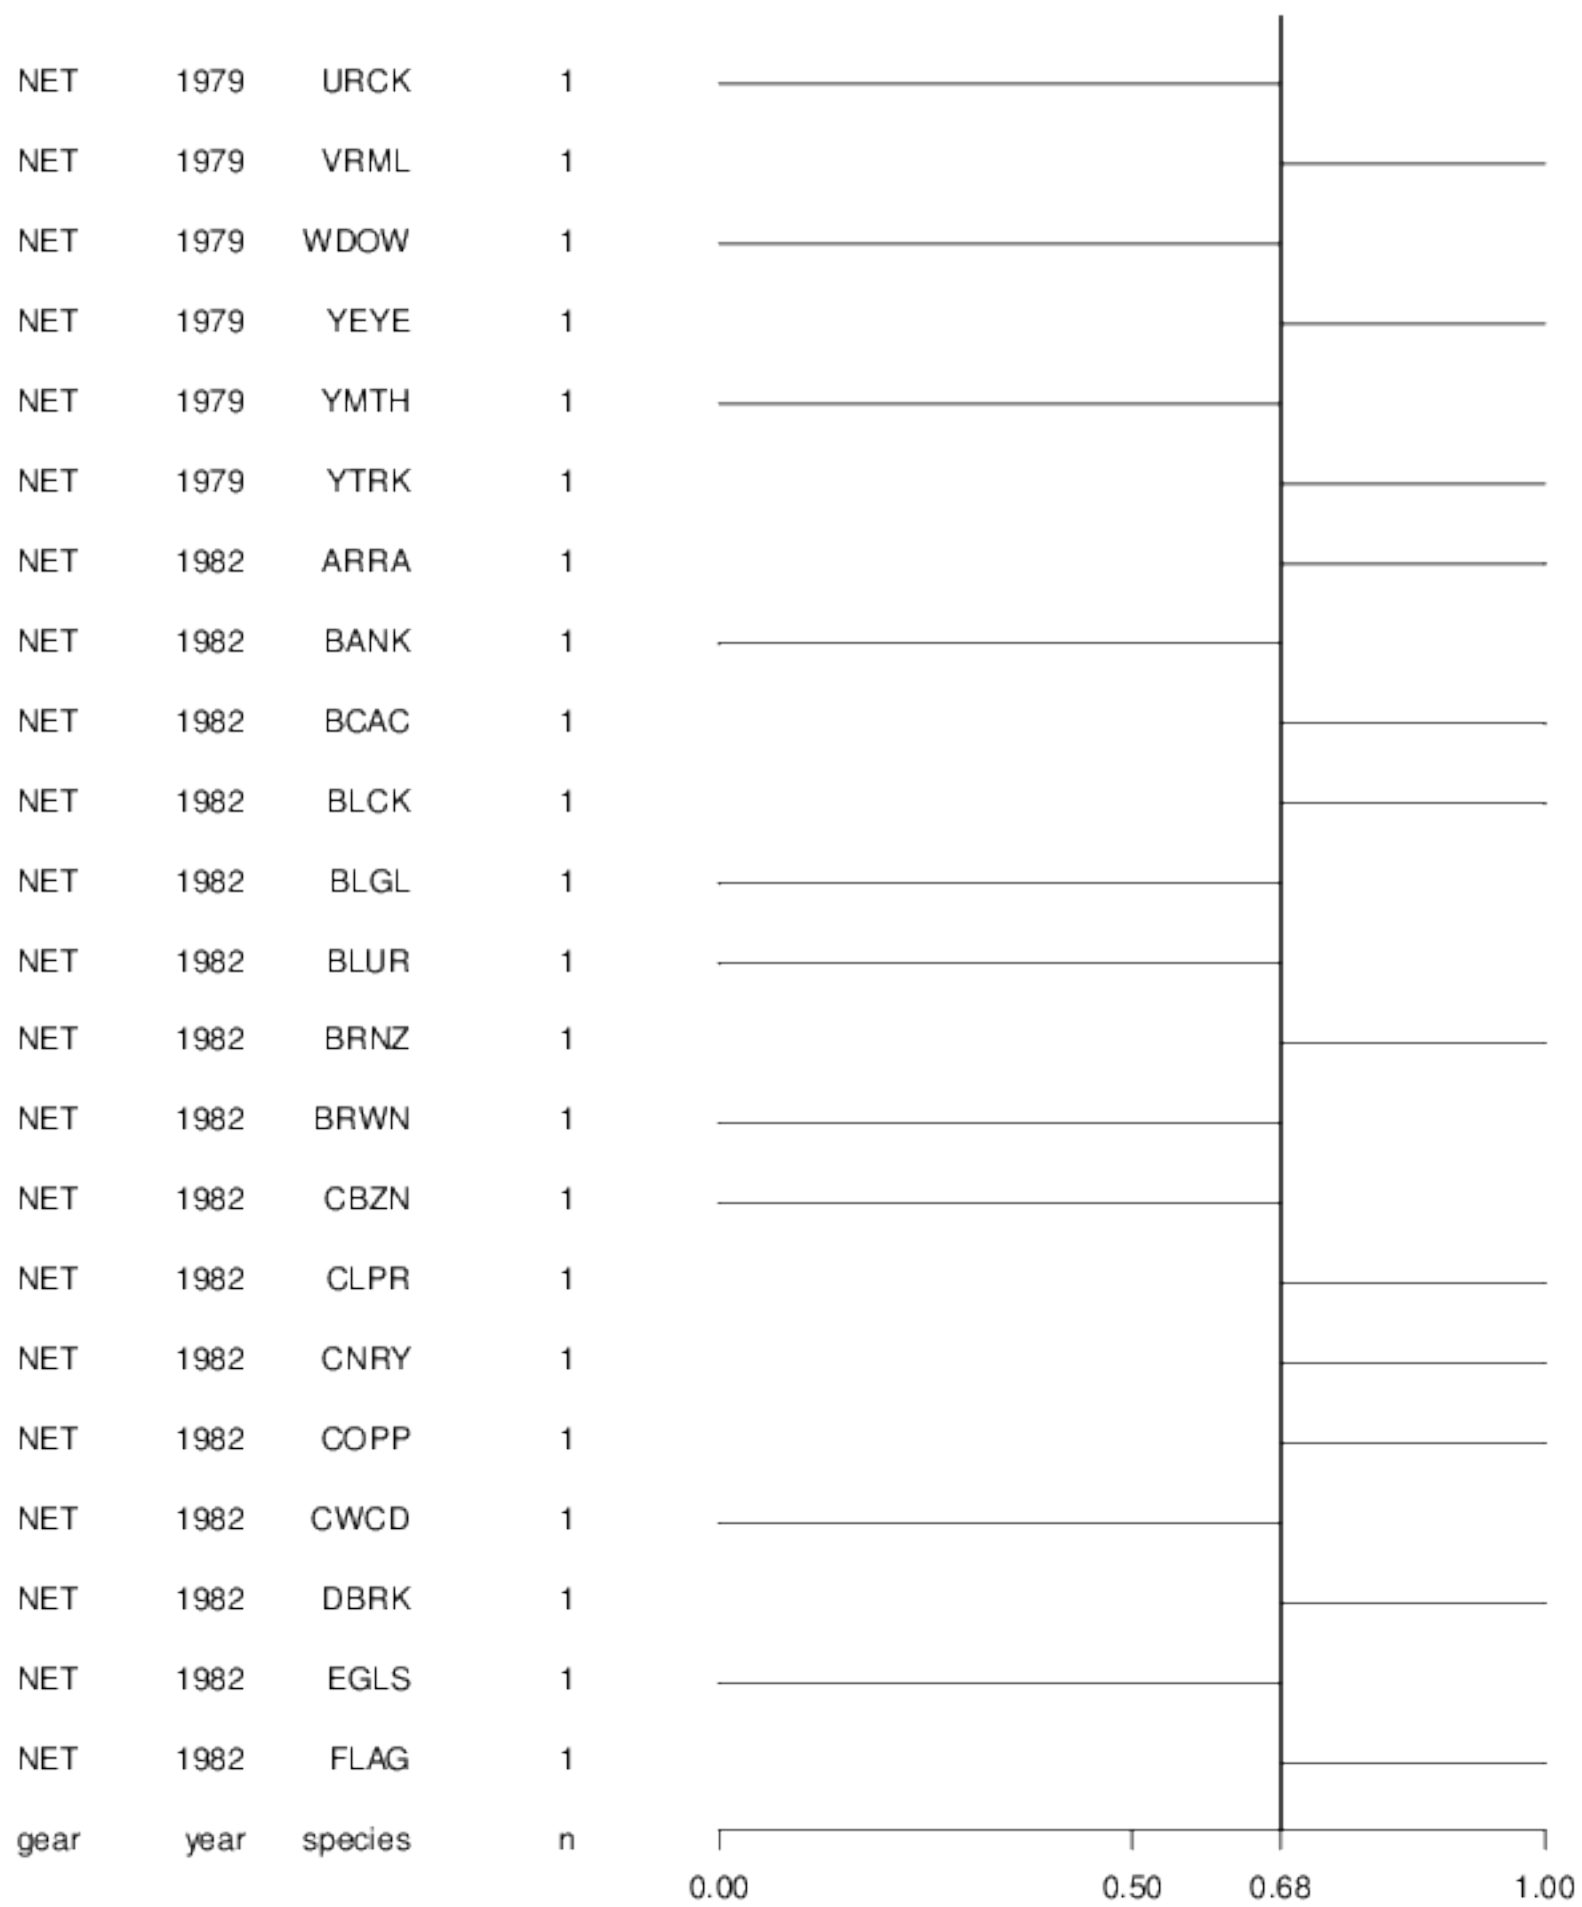 NET 1979 URCK 1
NET 1979 VRML 1
NET 1979 WDOW 1
NET 1979 YEYE 1
NET 1979 YMTH 1
NET 1979 YTRK 1
NET 1982 ARRA 1
NET 1982 BANK 1
NET 1982 BCAC 1
NET 1982 BLCK 1
NET 1982 BLGL 1
NET 1982 BLUR 1
NET 1982 BRNZ 1
NET 1982 BRWN 1
NET 1982 CBZN 1
NET 1982 CLPR 1
NET 1982 CNRY 1
NET 1982 COPP 1
NET 1982 CWCD 1
NET 1982 DBRK 1
NET 1982 EGLS 1
NET 1982 FLAG 1
gear year species n
0.00 0.50 0.68 1.00